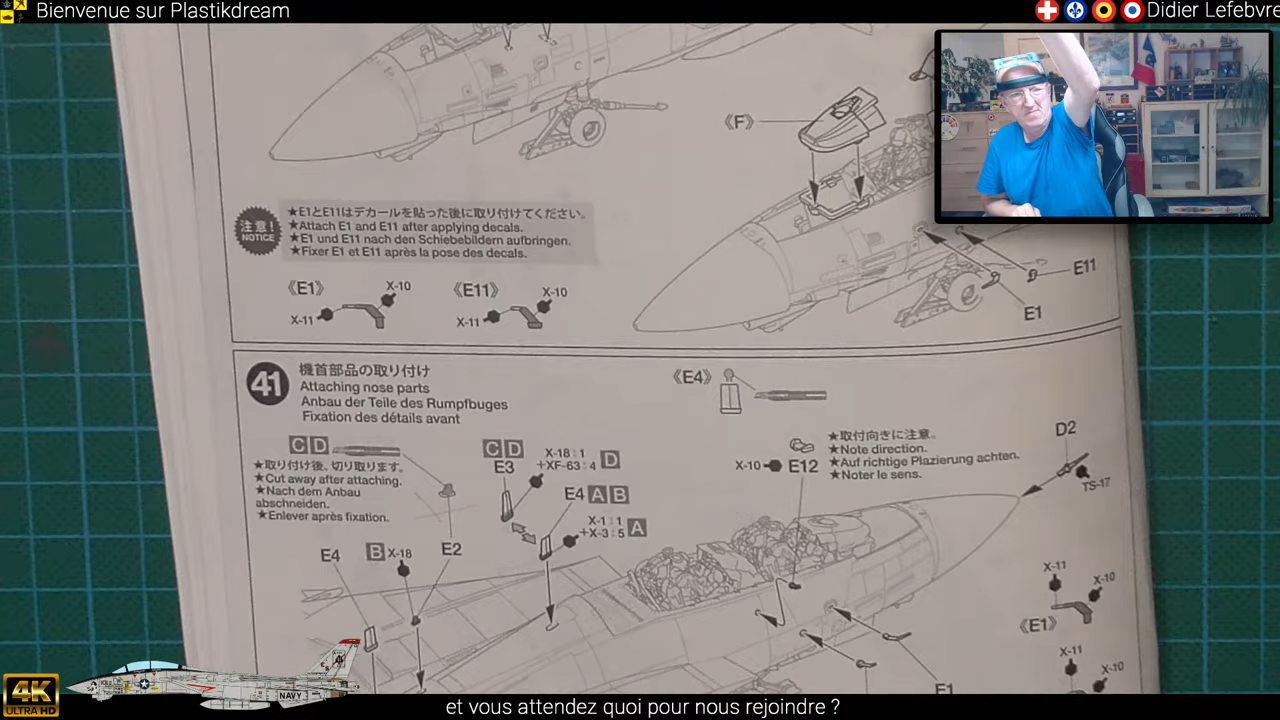 Bienvenue sur Plastikdream
Didier Lefebvre
《F》
注意!
NOTICE
★E1とE11はデカールを貼った後に取り付けてください。
★Attach E1 and E11 after applying decals.
★E1 und E11 nach den Schiebebildern aufbringen.
★Fixer E1 et E11 après la pose des decals.
E11
E1
《E1》
X-10
X-11
《E11》
X-10
X-11
41
機首部品の取り付け
Attaching nose parts
Anbau der Teile des Rumpfbuges
Fixation des détails avant
《E4》
C D
★取り付け後、切り取ります。
★Cut away after attaching.
★Nach dem Anbau
abschneiden.
★Enlever après fixation.
C D
E3
X-18 : 1
+XF-63 : 4 D
E4 A B
X-1 : 1
+X-3 : 5 A
X-10
E12
★取付向きに注意。
★Note direction.
★Auf richtige Plazierung achten.
★Noter le sens.
D2
TS-17
E4
B X-18
E2
X-11
X-10
《E1》
X-11
X-10
E1
NAVY
4K
ULTRA HD
et vous attendez quoi pour nous rejoindre ?